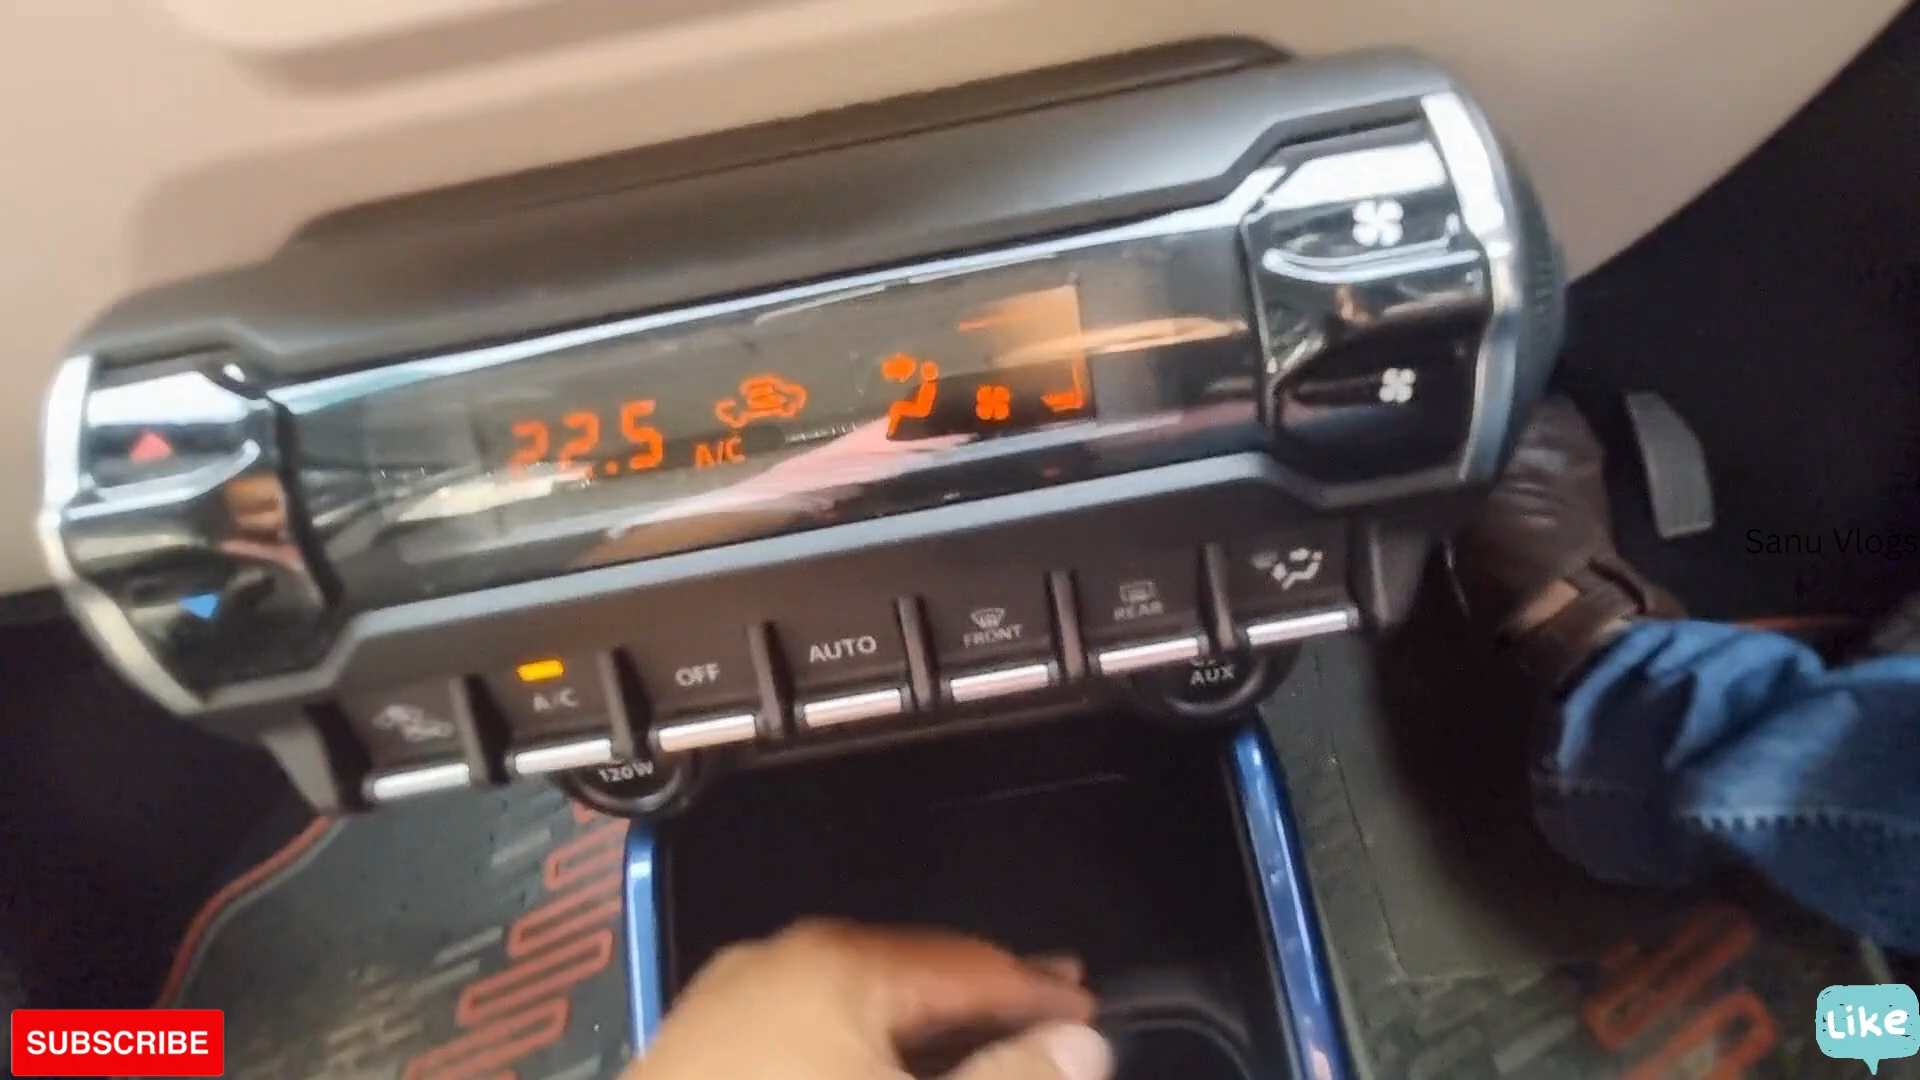 22.5
A/C
A/C
OFF
AUTO
FRONT
REAR
120W
AUX
Sanu Vlogs
SUBSCRIBE
LiKe